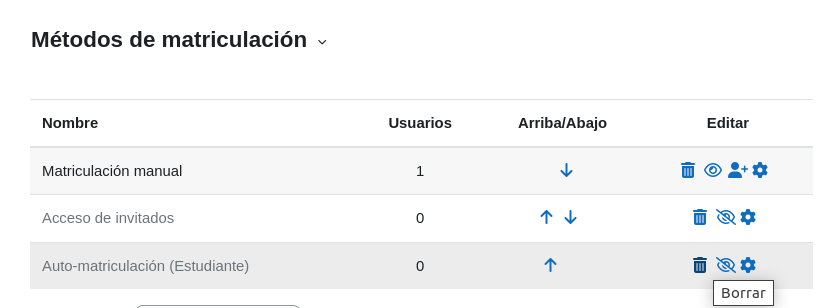 Métodos de matriculación
Nombre Usuarios Arriba/Abajo Editar
Matriculación manual 1
Acceso de invitados 0
Auto-matriculación (Estudiante) 0
Borrar